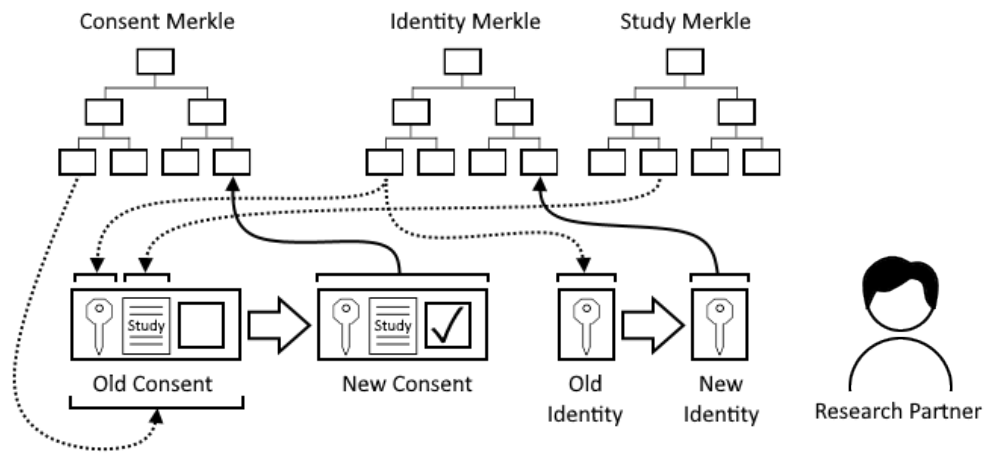 Consent Merkle
Identity Merkle
Study Merkle
Study
Study
Old Consent
New Consent
Old
Identity
New
Identity
Research Partner